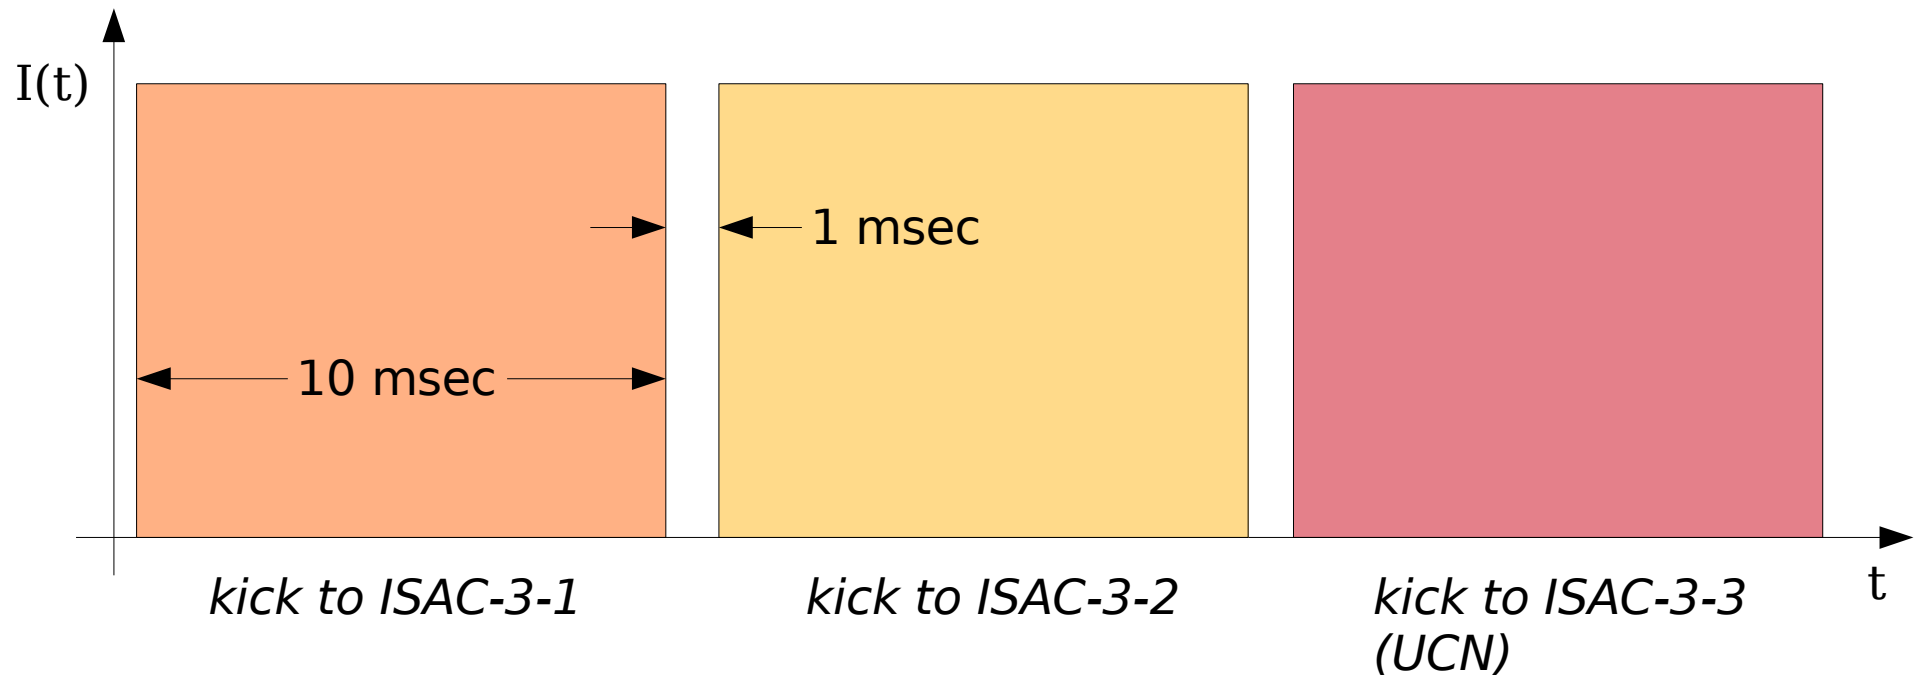 I(t)
1 msec
10 msec
kick to ISAC-3-1
kick to ISAC-3-2
kick to ISAC-3-3
(UCN)
t